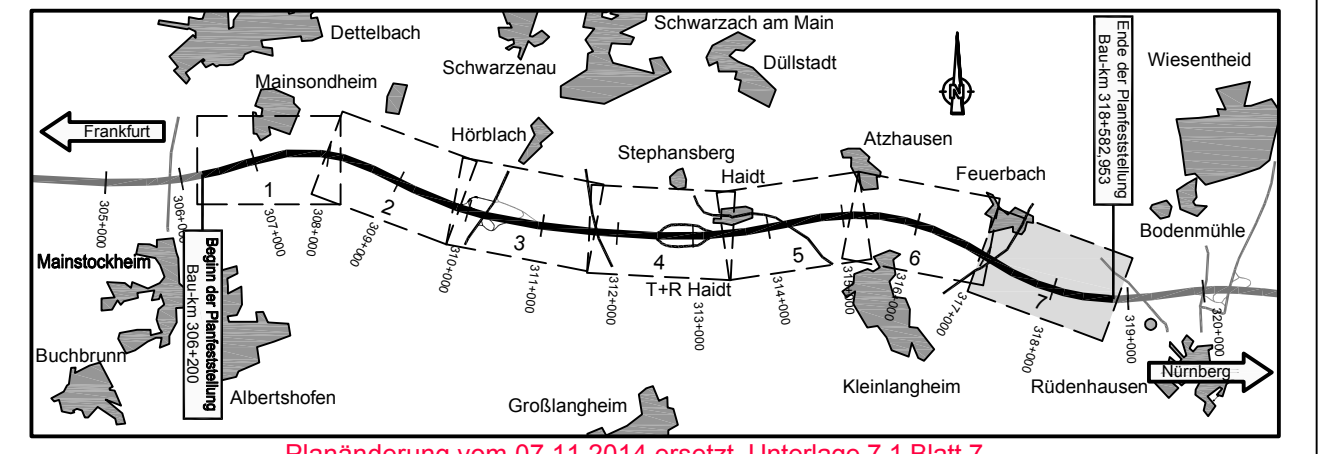 Dettelbach
Schwarzach am Main
Schwarzenau
Düllstadt
Ende der Planfeststellung
Bau-km 318+582.953
Wiesentheid
Mainsondheim
Frankfurt
Hörblach
N
Stephansberg
Haidt
Atzhausen
Feuerbach
Bodenmühle
1
2
3
4
5
6
7
T+R Haidt
305+000
307+000
308+000
309+000
310+000
311+000
312+000
313+000
314+000
316+000
317+000
318+000
319+000
320+000
Beginn der Planfeststellung
Bau-km 306+200
Mainstockheim
Buchbrunn
Albertshofen
Großlangheim
Kleinlangheim
Rüdenhausen
Nürnberg
Planänderung vom 07.11.2014 ersetzt Unterlage 7.1 Blatt 7